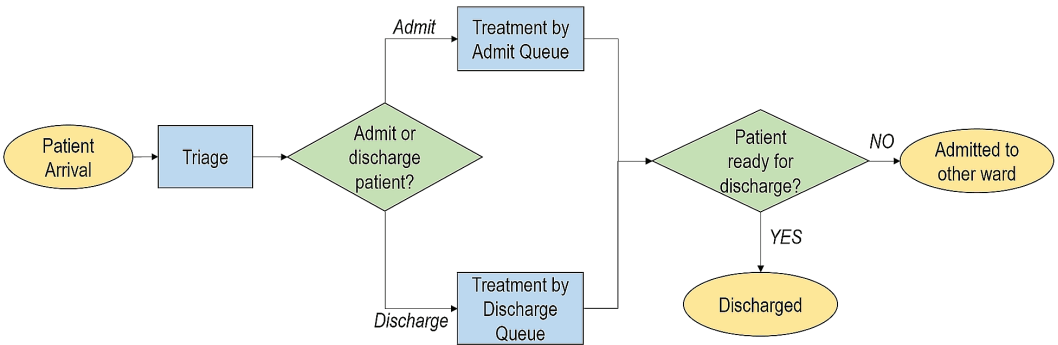 Patient
Arrival
Triage
Admit or
discharge
patient?
Admit
Treatment by
Admit Queue
Discharge
Treatment by
Discharge
Queue
Patient
ready for
discharge?
NO
Admitted to
other ward
YES
Discharged